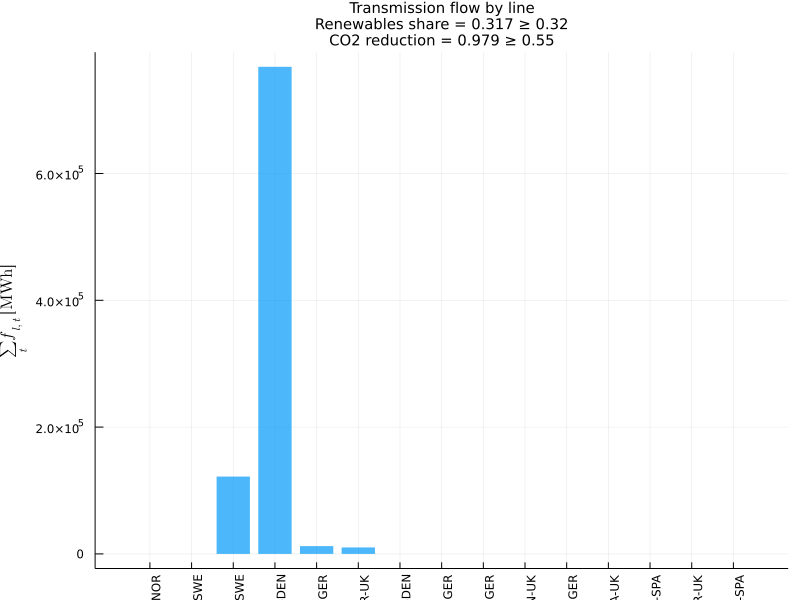 Transmission flow by line
Renewables share = 0.317 ≥ 0.32
CO2 reduction = 0.979 ≥ 0.55
6.0×10⁵
4.0×10⁵
2.0×10⁵
0
∑ₜ f l,t [MWh]
NOR
SWE
SWE
DEN
GER
R-UK
DEN
GER
GER
N-UK
GER
A-UK
-SPA
R-UK
-SPA